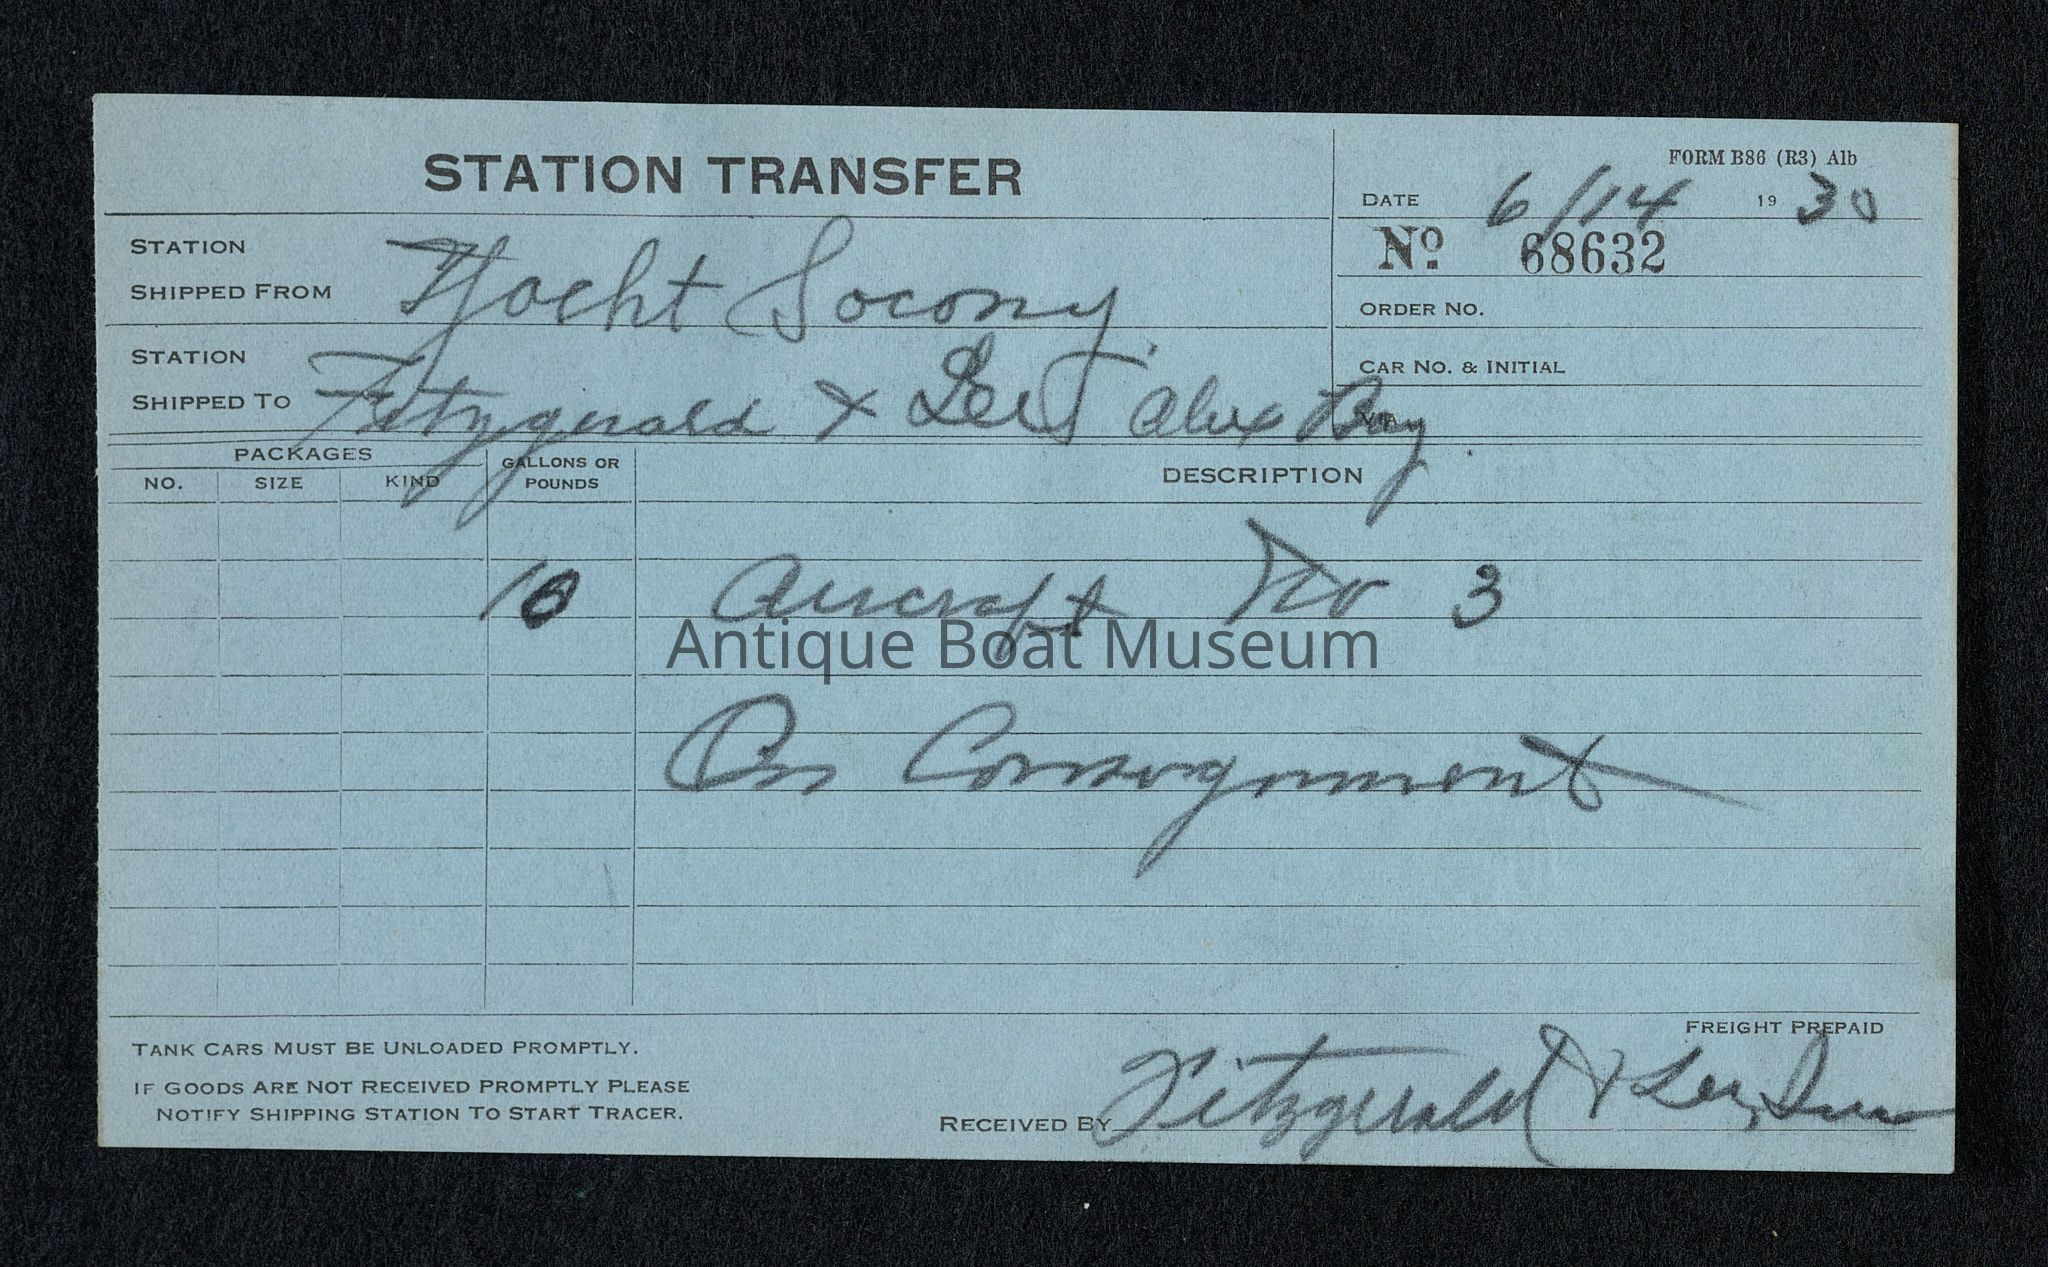 FORM B86 (R3) Alb
STATION TRANSFER
DATE 6/14 19 30
No. 68632
STATION
SHIPPED FROM Yacht Socony
ORDER NO.
STATION
SHIPPED TO Fitzgerald & Lee Alex Bay
CAR NO. & INITIAL
PACKAGES
NO. SIZE KIND
GALLONS OR
POUNDS
DESCRIPTION
10 Aircraft No 3
Antique Boat Museum
On Consignment
FREIGHT PREPAID
TANK CARS MUST BE UNLOADED PROMPTLY.
IF GOODS ARE NOT RECEIVED PROMPTLY PLEASE
NOTIFY SHIPPING STATION TO START TRACER.
RECEIVED BY Fitzgerald & Lee